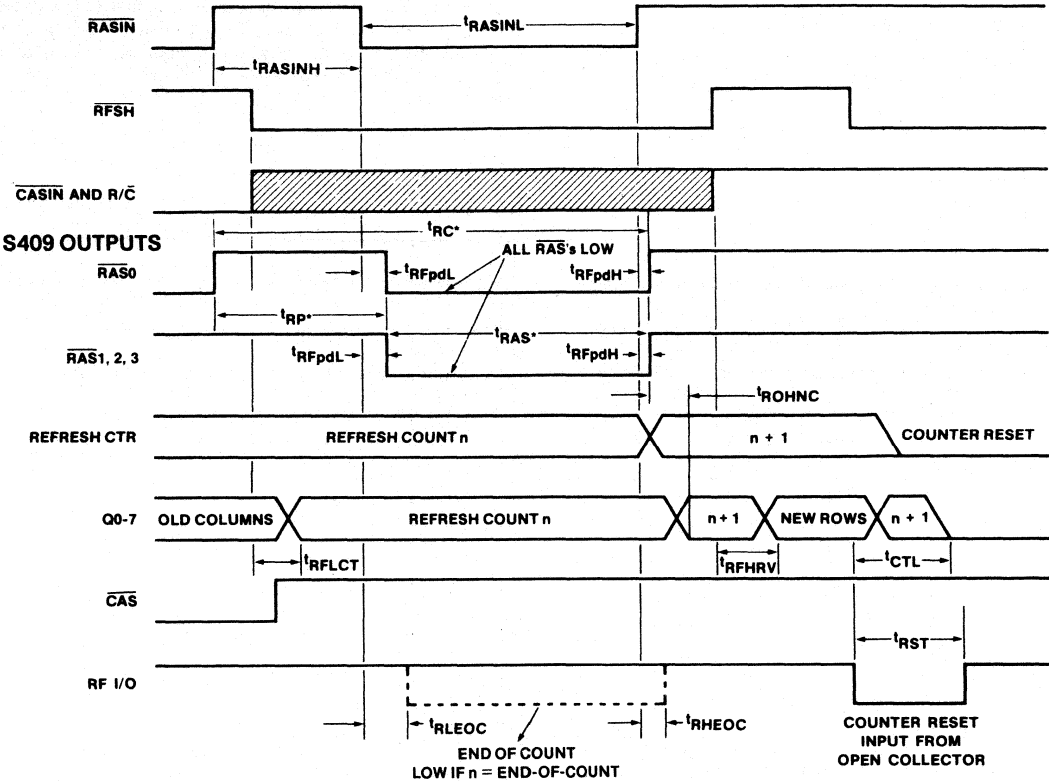 RASIN
tRASINL
tRASINH
RFSH
CASIN AND R/C
tRC*
S409 OUTPUTS
ALL RAS's LOW
RAS0
tRFpdL
tRFpdH
tRP*
tRAS*
RAS1, 2, 3
tRFpdL
tRFpdH
tROHNC
REFRESH CTR
REFRESH COUNT n
n + 1
COUNTER RESET
Q0-7
OLD COLUMNS
REFRESH COUNT n
n + 1
NEW ROWS
n + 1
tRFLCT
tRFHRV
tCTL
CAS
tRST
RF I/O
tRLEOC
tRHEOC
END OF COUNT
LOW IF n = END-OF-COUNT
COUNTER RESET
INPUT FROM
OPEN COLLECTOR